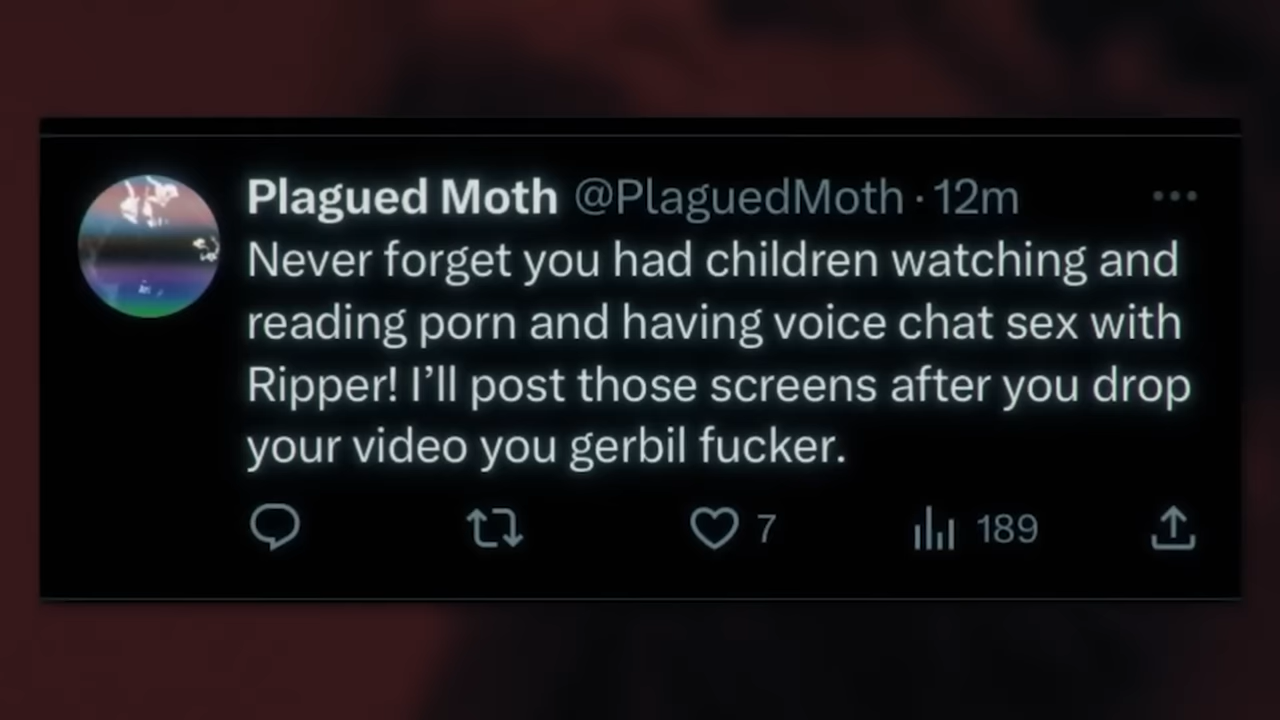 Plagued Moth @PlaguedMoth · 12m
Never forget you had children watching and
reading porn and having voice chat sex with
Ripper! I’ll post those screens after you drop
your video you gerbil fucker.
7 189